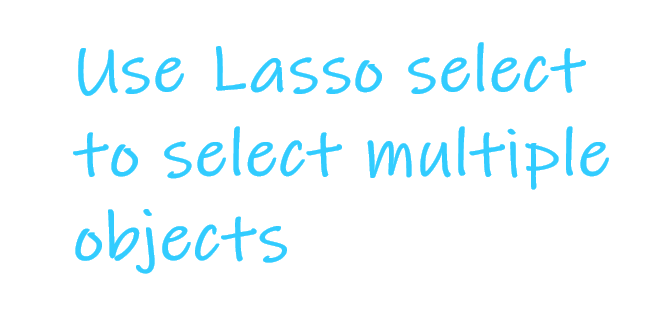 Use Lasso select
to select multiple
objects